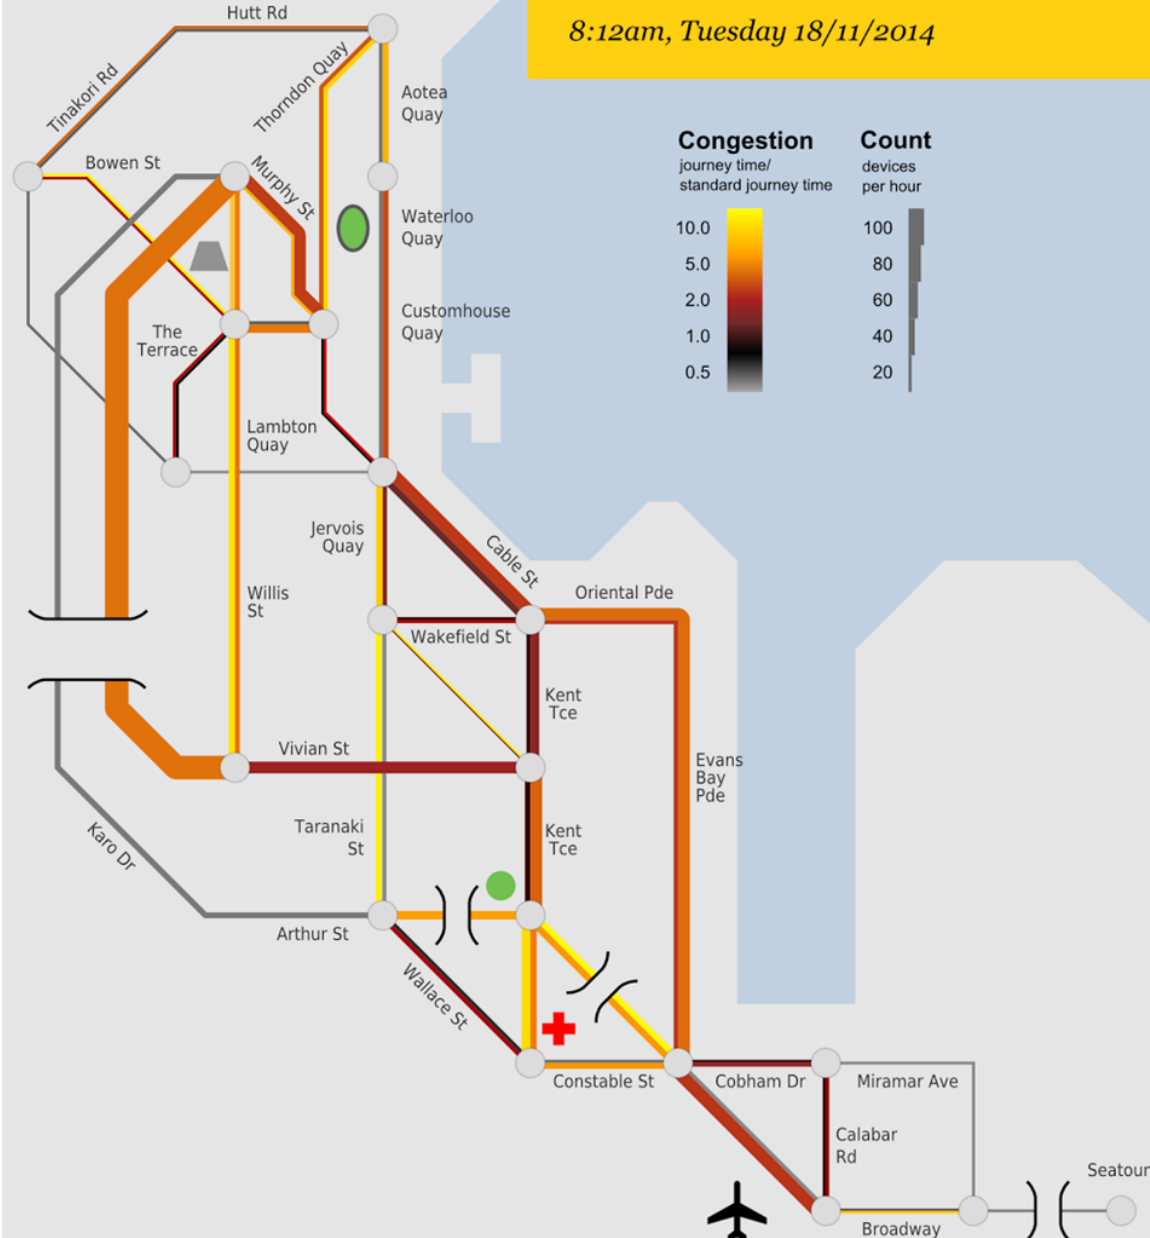 8:12am, Tuesday 18/11/2014
Hutt Rd
Tinakori Rd
Thorndon Quay
Aotea
Quay
Bowen St
Murphy St
Congestion
journey time/
standard journey time
10.0
5.0
2.0
1.0
0.5
Count
devices
per hour
100
80
60
40
20
Waterloo
Quay
Customhouse
Quay
The
Terrace
Lambton
Quay
Jervois
Quay
Cable St
Willis
St
Oriental Pde
Wakefield St
Kent
Tce
Vivian St
Evans
Bay
Pde
Taranaki
St
Kent
Tce
Karo Dr
Arthur St
Wallace St
Constable St
Cobham Dr
Miramar Ave
Calabar
Rd
Seatour
Broadway